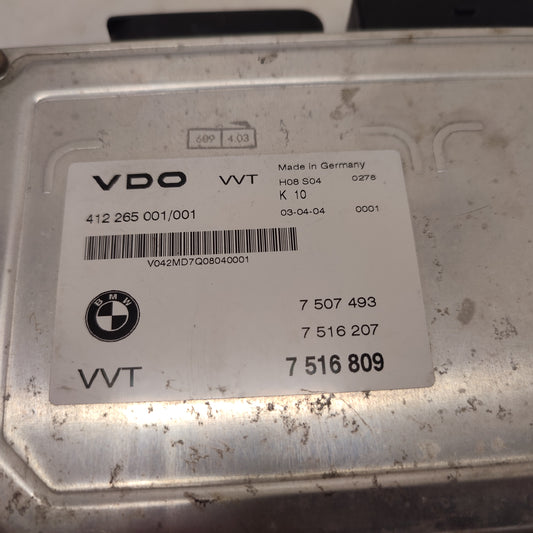 609 4.03
VDO VVT
Made in Germany
H08 S04 0278
K 10
412 265 001/001
03-04-04 0001
V042MD7Q08040001
BMW
7 507 493
7 516 207
VVT
7 516 809